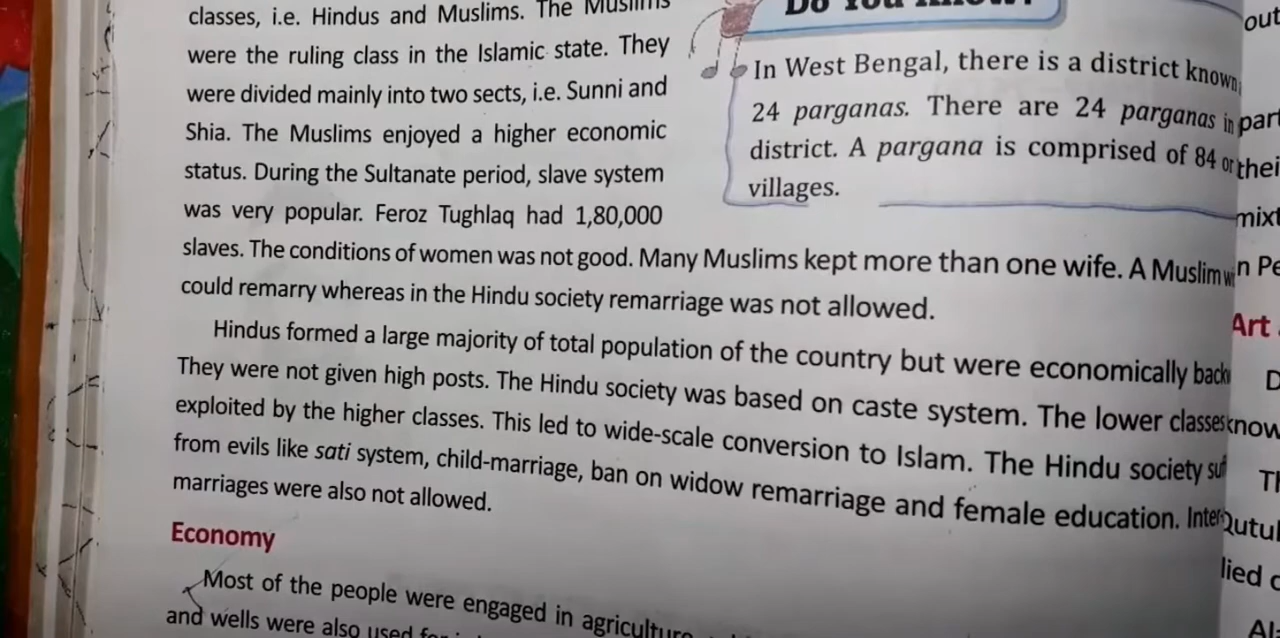 classes, i.e. Hindus and Muslims. The Muslims
were the ruling class in the Islamic state. They
were divided mainly into two sects, i.e. Sunni and
Shia. The Muslims enjoyed a higher economic
status. During the Sultanate period, slave system
was very popular. Feroz Tughlaq had 1,80,000
slaves. The conditions of women was not good. Many Muslims kept more than one wife. A Muslim
could remarry whereas in the Hindu society remarriage was not allowed.
Hindus formed a large majority of total population of the country but were economically
They were not given high posts. The Hindu society was based on caste system. The lower classes
exploited by the higher classes. This led to wide-scale conversion to Islam. The Hindu society
from evils like sati system, child-marriage, ban on widow remarriage and female education. Inter-
marriages were also not allowed.
Economy
Most of the people were engaged in agriculture
and wells were also used
Do You Know?
In West Bengal, there is a district known
24 parganas. There are 24 parganas in
district. A pargana is comprised of 84 or
villages.
out
part
thei
mixt
n Pe
Art
D
know
Th
Qutul
lied
Al